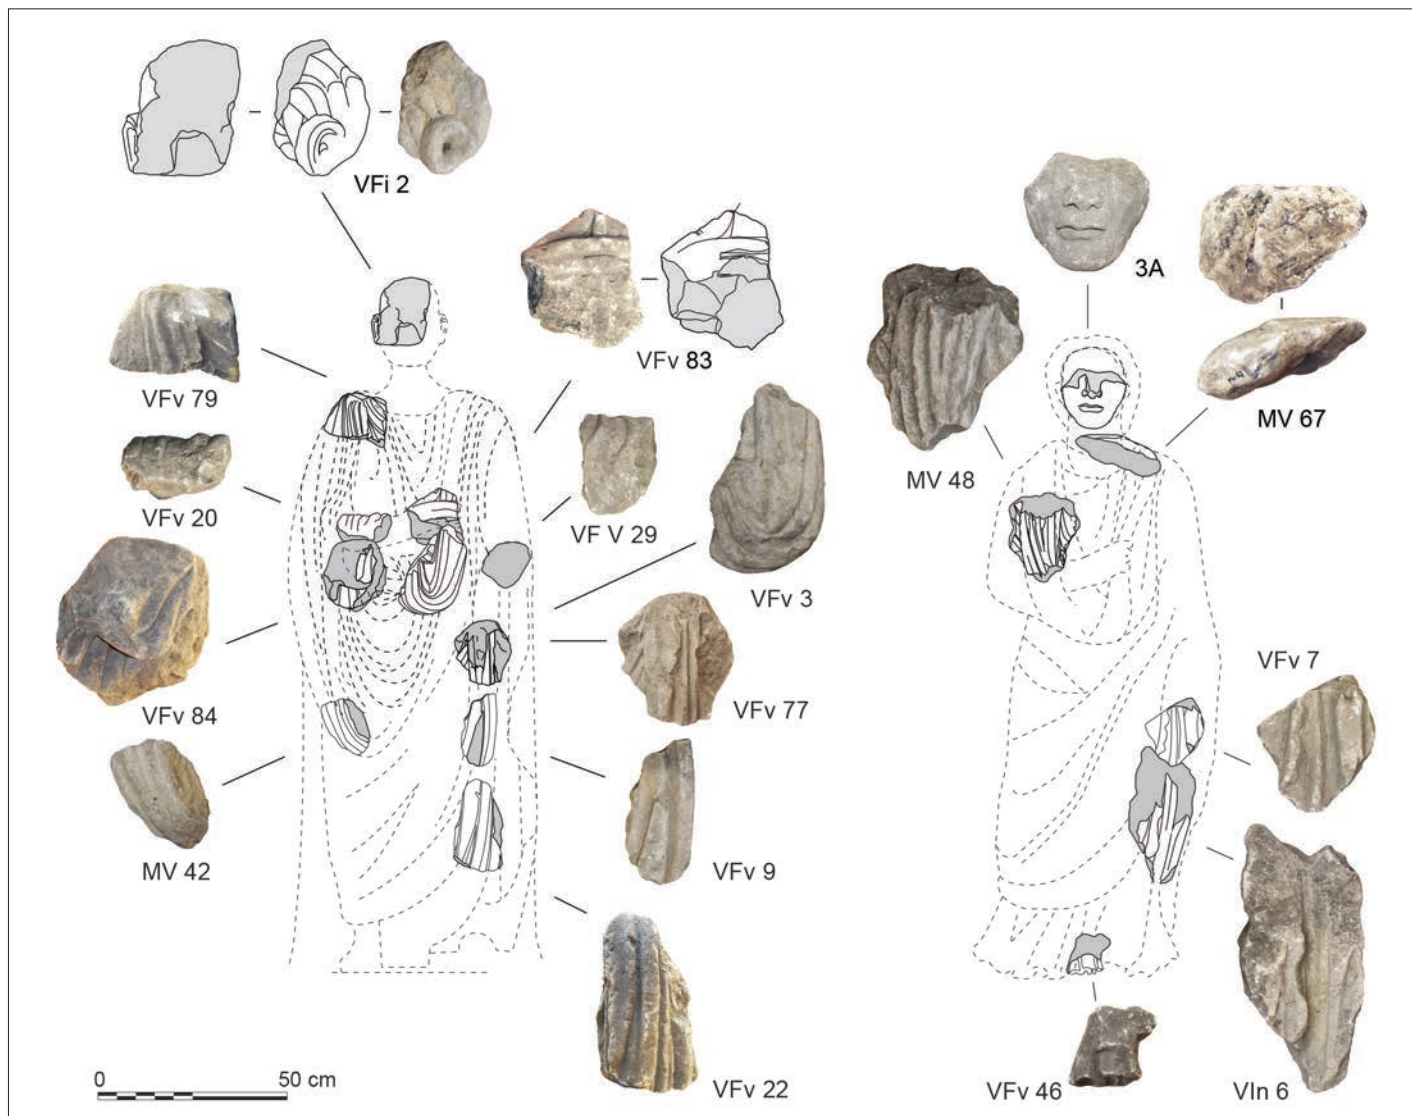 VFi 2
3A
VFv 83
VFv 79
MV 67
MV 48
VFv 20
VF V 29
VFv 3
VFv 7
VFv 84
VFv 77
MV 42
VFv 9
0 50 cm
VFv 22
VFv 46
VIn 6